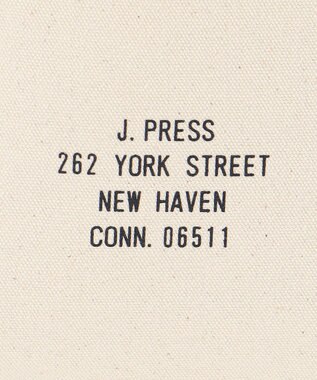 J. PRESS
262 YORK STREET
NEW HAVEN
CONN. 06511